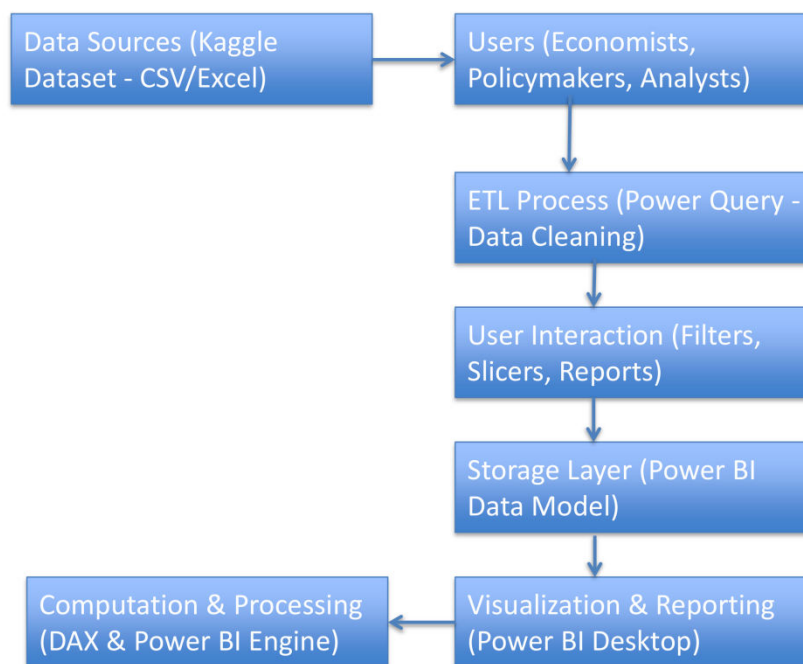 Data Sources (Kaggle
Dataset - CSV/Excel)
Users (Economists,
Policymakers, Analysts)
ETL Process (Power Query -
Data Cleaning)
User Interaction (Filters,
Slicers, Reports)
Storage Layer (Power BI
Data Model)
Computation & Processing
(DAX & Power BI Engine)
Visualization & Reporting
(Power BI Desktop)